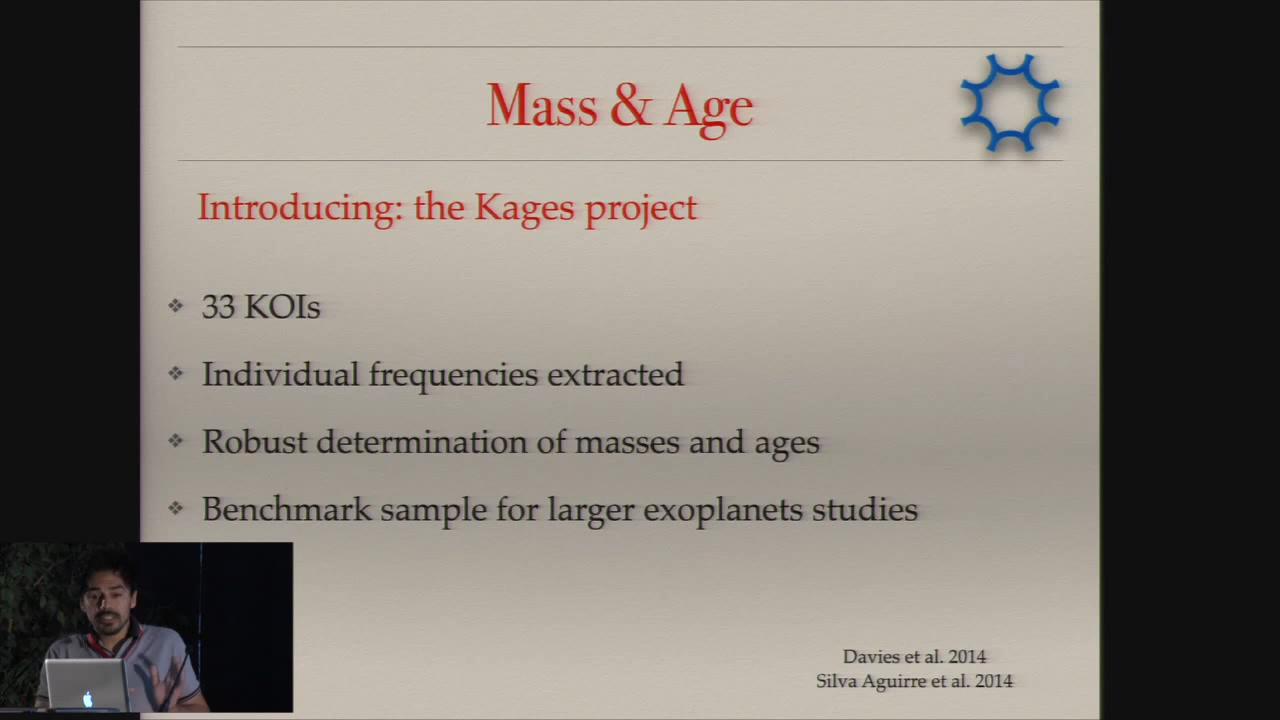 Mass & Age
Introducing: the Kages project
33 KOIs
Individual frequencies extracted
Robust determination of masses and ages
Benchmark sample for larger exoplanets studies
Davies et al. 2014
Silva Aguirre et al. 2014